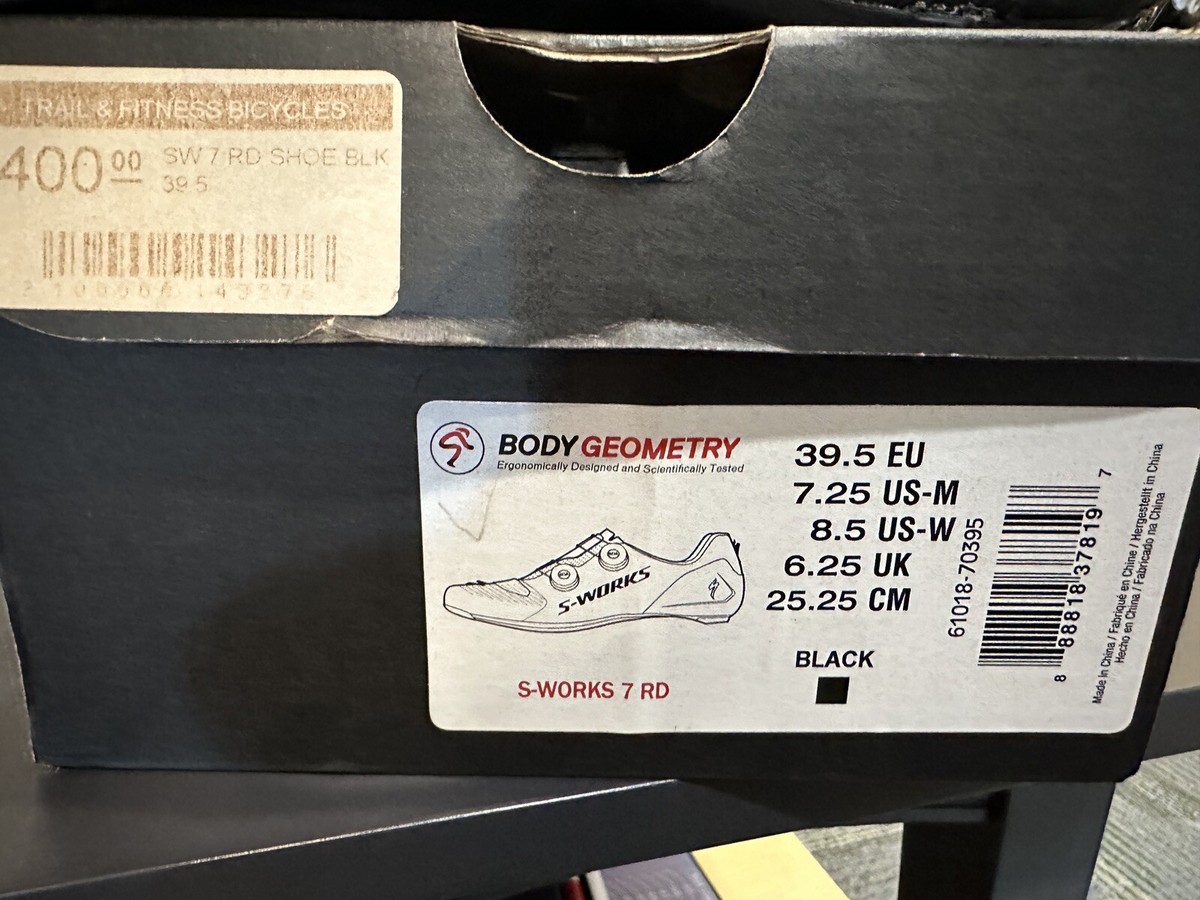 TRAIL & FITNESS BICYCLES
400.00 SW 7 RD SHOE BLK
39.5
BODY GEOMETRY
Ergonomically Designed and Scientifically Tested
39.5 EU
7.25 US-M
8.5 US-W
6.25 UK
25.25 CM
S-WORKS
BLACK
S-WORKS 7 RD
61018-70395
8 88818 37819 7
Made In China / Fabriqué en Chine / Hergestellt in China
Hecho en China / Fabricado na China